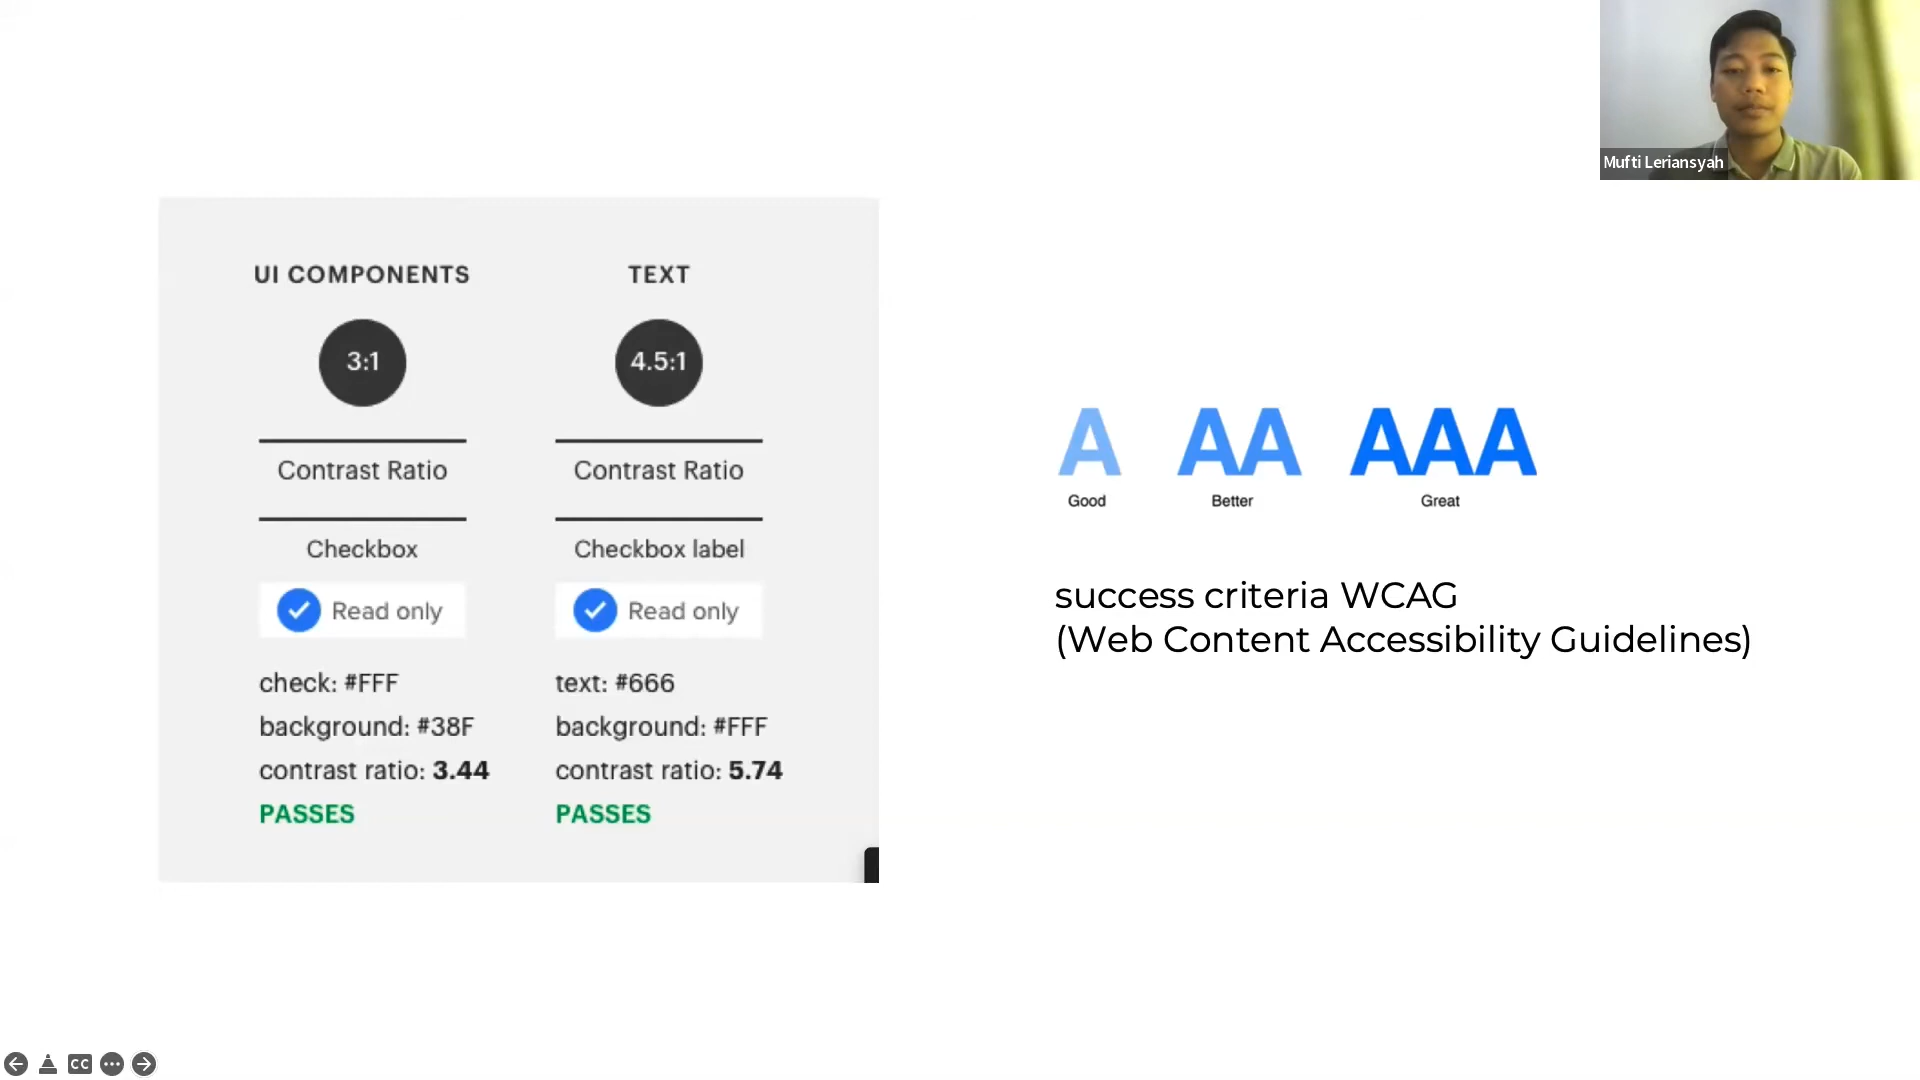 Mufti Leriansyah
UI COMPONENTS
3:1
Contrast Ratio
Checkbox
Read only
check: #FFF
background: #38F
contrast ratio: 3.44
PASSES
TEXT
4.5:1
Contrast Ratio
Checkbox label
Read only
text: #666
background: #FFF
contrast ratio: 5.74
PASSES
A
Good
AA
Better
AAA
Great
success criteria WCAG
(Web Content Accessibility Guidelines)
CC